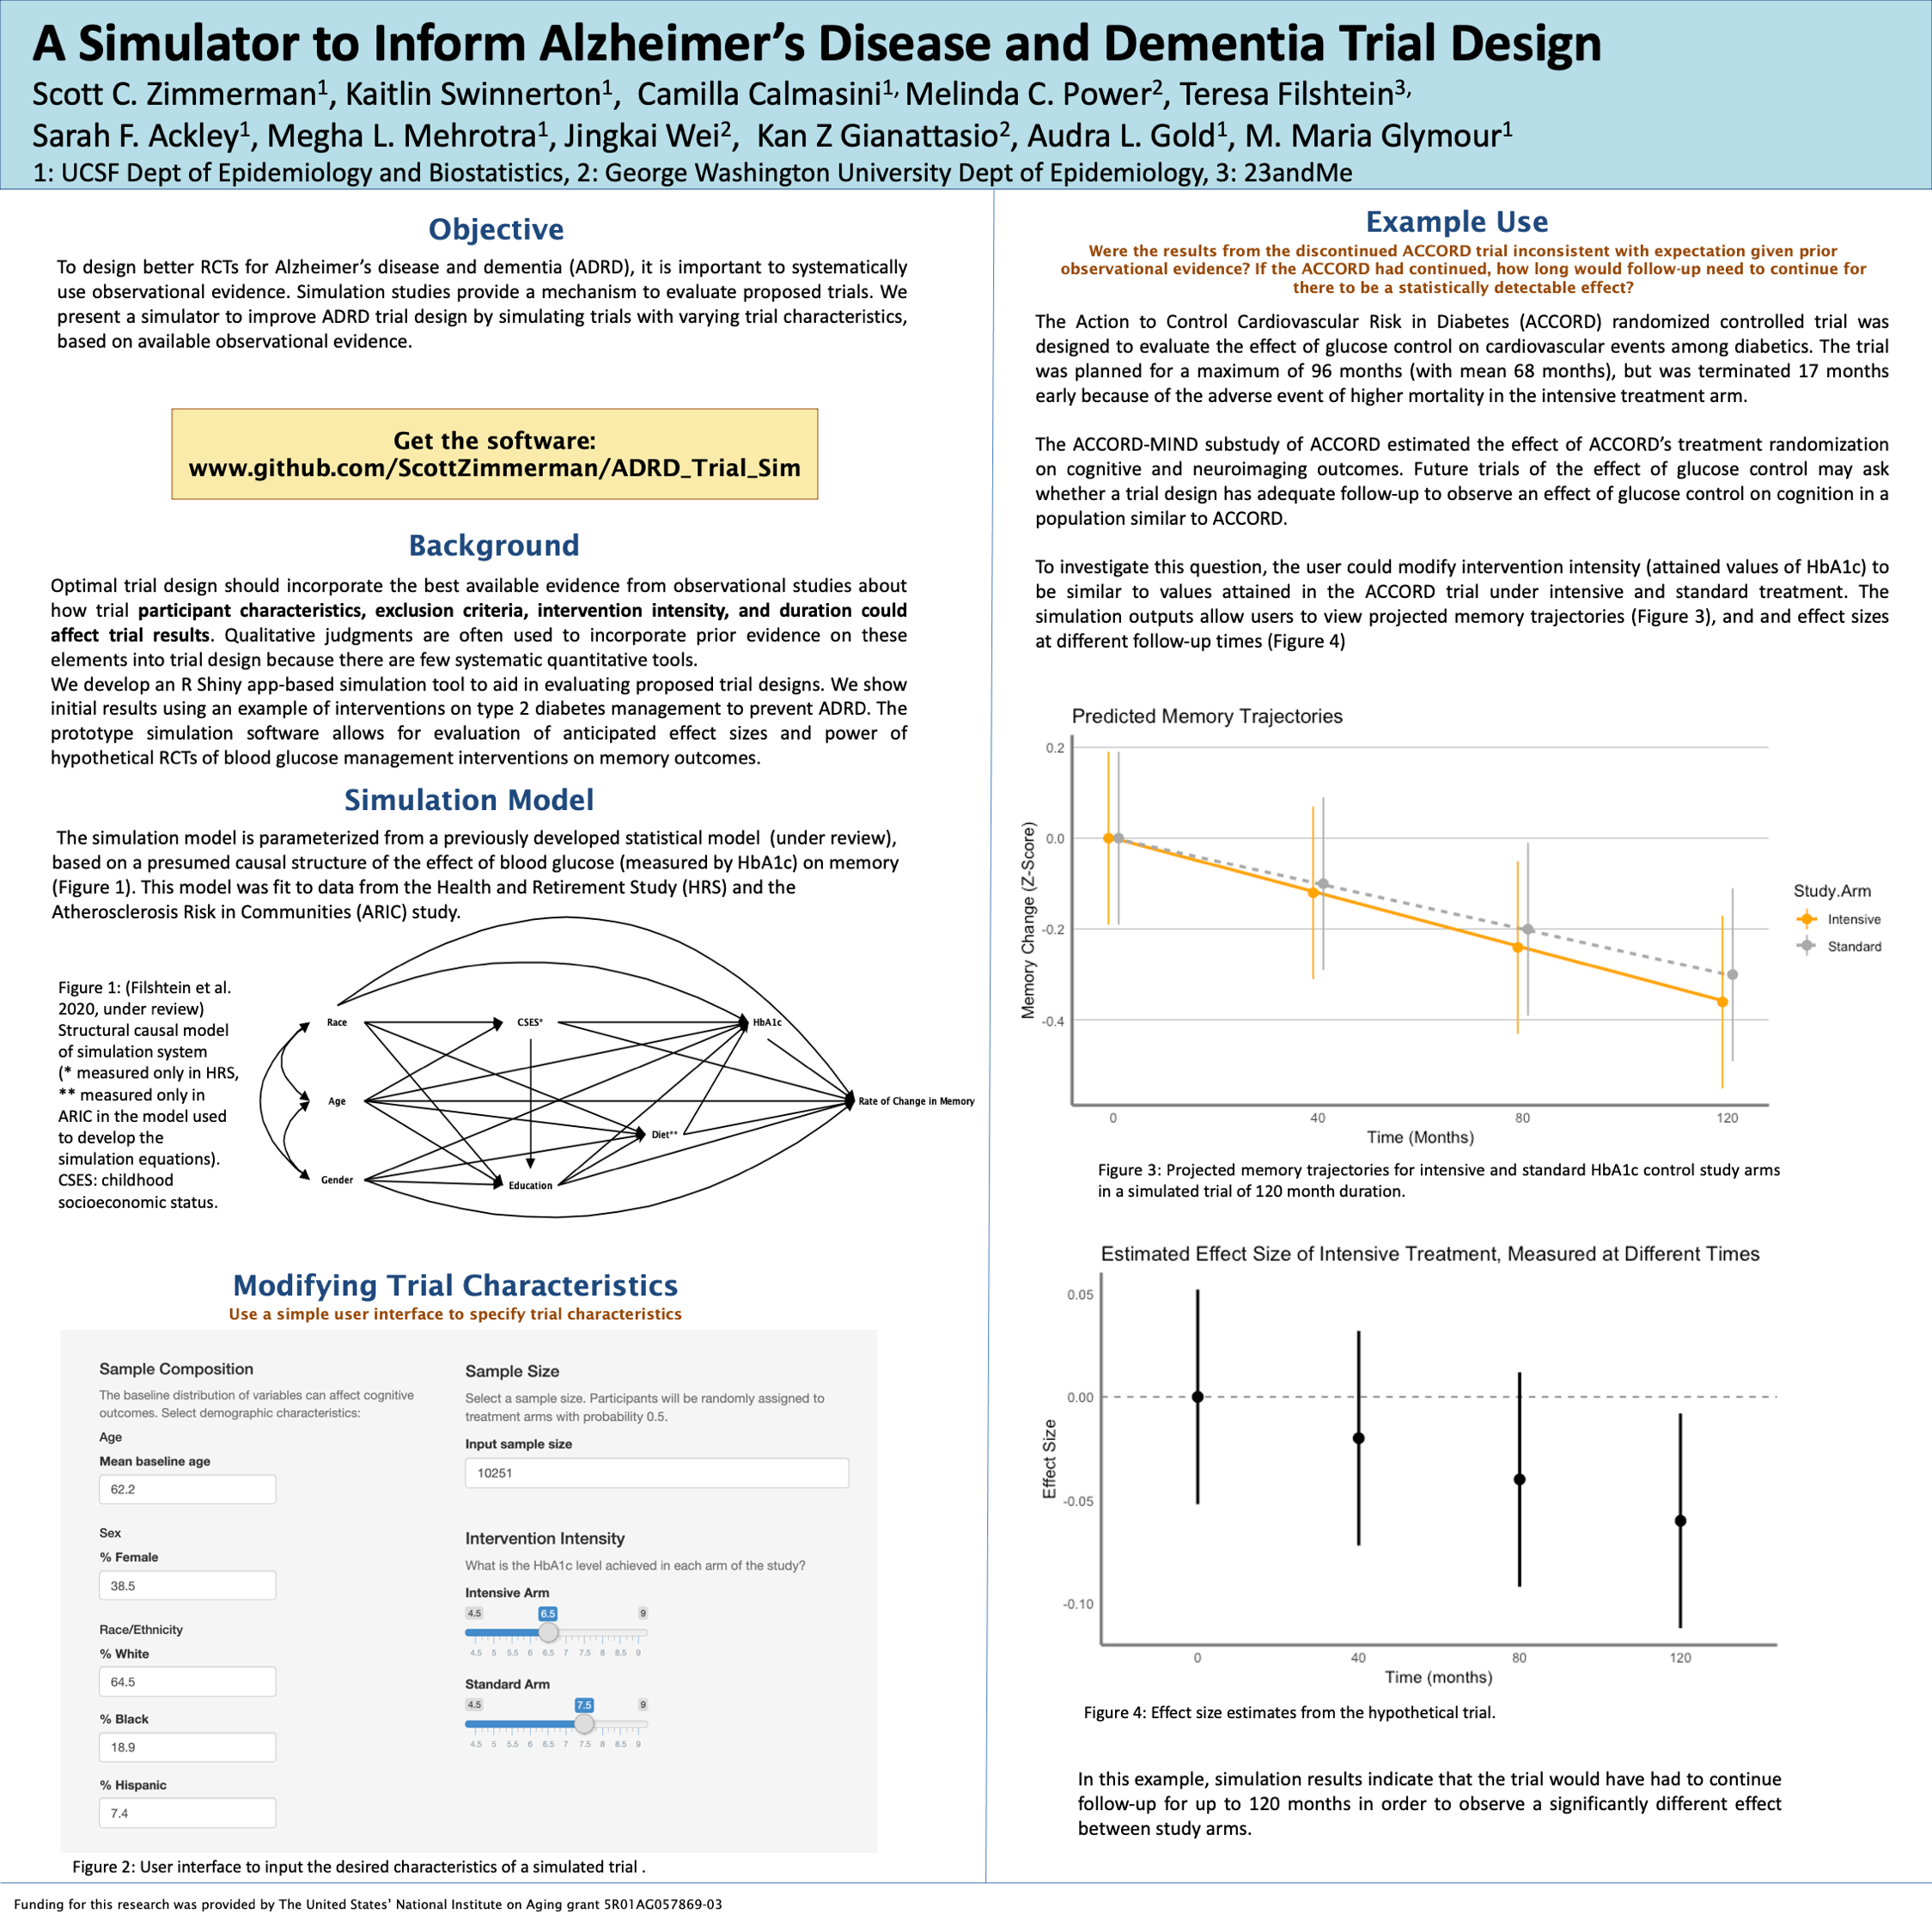 A Simulator to Inform Alzheimer’s Disease and Dementia Trial Design
Scott C. Zimmerman1, Kaitlin Swinnerton1,  Camilla Calmasini1, Melinda C. Power2, Teresa Filshtein3,
Sarah F. Ackley1, Megha L. Mehrotra1, Jingkai Wei2,  Kan Z Gianattasio2, Audra L. Gold1, M. Maria Glymour1
1: UCSF Dept of Epidemiology and Biostatistics, 2: George Washington University Dept of Epidemiology, 3: 23andMe
Objective
To design better RCTs for Alzheimer’s disease and dementia (ADRD), it is important to systematically
use observational evidence. Simulation studies provide a mechanism to evaluate proposed trials. We
present a simulator to improve ADRD trial design by simulating trials with varying trial characteristics,
based on available observational evidence.
Get the software:
www.github.com/ScottZimmerman/ADRD_Trial_Sim
Background
Optimal trial design should incorporate the best available evidence from observational studies about
how trial participant characteristics, exclusion criteria, intervention intensity, and duration could
affect trial results. Qualitative judgments are often used to incorporate prior evidence on these
elements into trial design because there are few systematic quantitative tools.
We develop an R Shiny app-based simulation tool to aid in evaluating proposed trial designs. We show
initial results using an example of interventions on type 2 diabetes management to prevent ADRD. The
prototype simulation software allows for evaluation of anticipated effect sizes and power of
hypothetical RCTs of blood glucose management interventions on memory outcomes.
Simulation Model
The simulation model is parameterized from a previously developed statistical model  (under review),
based on a presumed causal structure of the effect of blood glucose (measured by HbA1c) on memory
(Figure 1). This model was fit to data from the Health and Retirement Study (HRS) and the
Atherosclerosis Risk in Communities (ARIC) study.
Figure 1: (Filshtein et al.
2020, under review)
Structural causal model
of simulation system
(* measured only in HRS,
** measured only in
ARIC in the model used
to develop the
simulation equations).
CSES: childhood
socioeconomic status.
Race
CSES*
HbA1c
Age
Rate of Change in Memory
Diet**
Gender
Education
Modifying Trial Characteristics
Use a simple user interface to specify trial characteristics
Sample Composition
The baseline distribution of variables can affect cognitive
outcomes. Select demographic characteristics:
Age
Mean baseline age
62.2
Sex
% Female
38.5
Race/Ethnicity
% White
64.5
% Black
18.9
% Hispanic
7.4
Sample Size
Select a sample size. Participants will be randomly assigned to
treatment arms with probability 0.5.
Input sample size
10251
Intervention Intensity
What is the HbA1c level achieved in each arm of the study?
Intensive Arm
4.5 6.5 9
4.5 5 5.5 6 6.5 7 7.5 8 8.5 9
Standard Arm
4.5 7.5 9
4.5 5 5.5 6 6.5 7 7.5 8 8.5 9
Figure 2: User interface to input the desired characteristics of a simulated trial .
Example Use
Were the results from the discontinued ACCORD trial inconsistent with expectation given prior
observational evidence? If the ACCORD had continued, how long would follow-up need to continue for
there to be a statistically detectable effect?
The Action to Control Cardiovascular Risk in Diabetes (ACCORD) randomized controlled trial was
designed to evaluate the effect of glucose control on cardiovascular events among diabetics. The trial
was planned for a maximum of 96 months (with mean 68 months), but was terminated 17 months
early because of the adverse event of higher mortality in the intensive treatment arm.
The ACCORD-MIND substudy of ACCORD estimated the effect of ACCORD’s treatment randomization
on cognitive and neuroimaging outcomes. Future trials of the effect of glucose control may ask
whether a trial design has adequate follow-up to observe an effect of glucose control on cognition in a
population similar to ACCORD.
To investigate this question, the user could modify intervention intensity (attained values of HbA1c) to
be similar to values attained in the ACCORD trial under intensive and standard treatment. The
simulation outputs allow users to view projected memory trajectories (Figure 3), and and effect sizes
at different follow-up times (Figure 4)
Predicted Memory Trajectories
Memory Change (Z-Score)
0.2
0.0
-0.2
-0.4
0 40 80 120
Time (Months)
Study.Arm
Intensive
Standard
Figure 3: Projected memory trajectories for intensive and standard HbA1c control study arms
in a simulated trial of 120 month duration.
Estimated Effect Size of Intensive Treatment, Measured at Different Times
Effect Size
0.05
0.00
-0.05
-0.10
0 40 80 120
Time (months)
Figure 4: Effect size estimates from the hypothetical trial.
In this example, simulation results indicate that the trial would have had to continue
follow-up for up to 120 months in order to observe a significantly different effect
between study arms.
Funding for this research was provided by The United States’ National Institute on Aging grant 5R01AG057869-03